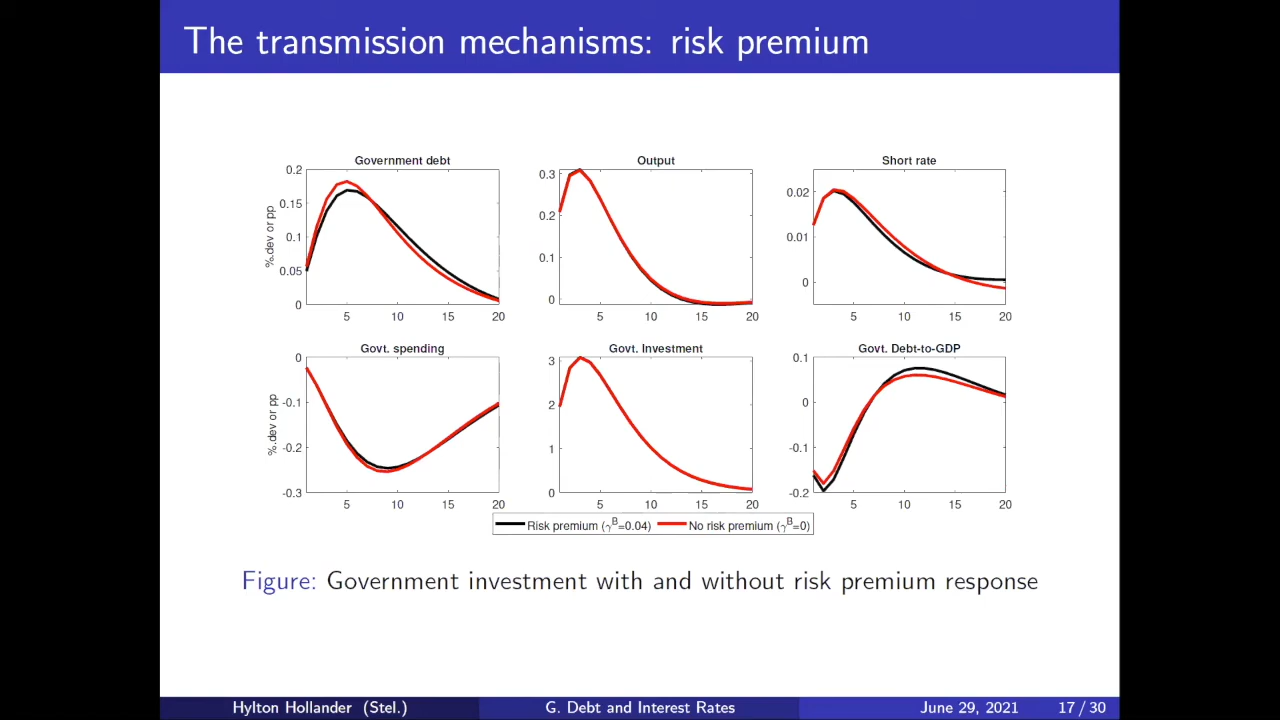 The transmission mechanisms: risk premium
Government debt
Output
Short rate
%.dev or pp
0.2
0.15
0.1
0.05
0
5 10 15 20
0.3
0.2
0.1
0
5 10 15 20
0.02
0.01
0
5 10 15 20
Govt. spending
Govt. Investment
Govt. Debt-to-GDP
%.dev or pp
0
-0.1
-0.2
-0.3
5 10 15 20
3
2
1
0
5 10 15 20
0.1
0
-0.1
-0.2
5 10 15 20
Risk premium (γ^B=0.04) No risk premium (γ^B=0)
Figure: Government investment with and without risk premium response
Hylton Hollander (Stel.) G. Debt and Interest Rates June 29, 2021 17 / 30